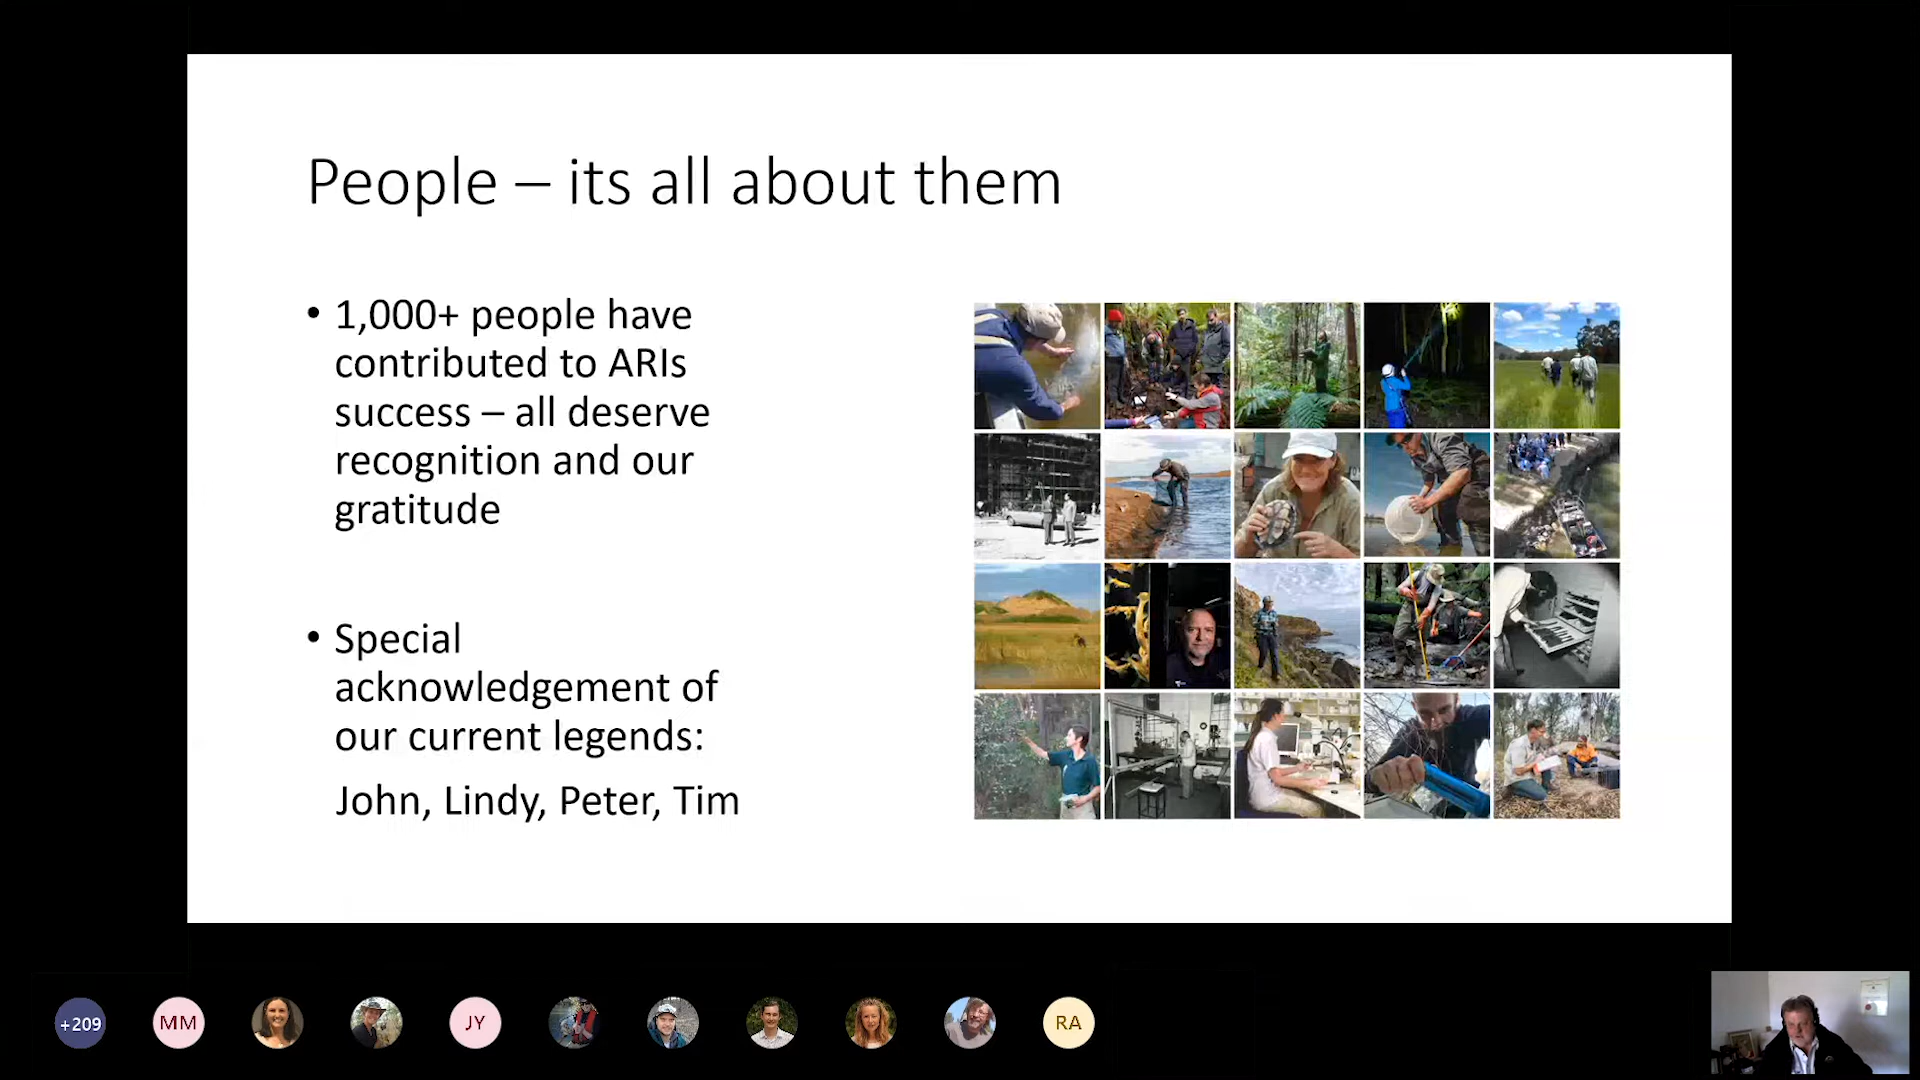 People – its all about them
• 1,000+ people have
contributed to ARIs
success – all deserve
recognition and our
gratitude
• Special
acknowledgement of
our current legends:
John, Lindy, Peter, Tim
+209
MM
JY
RA